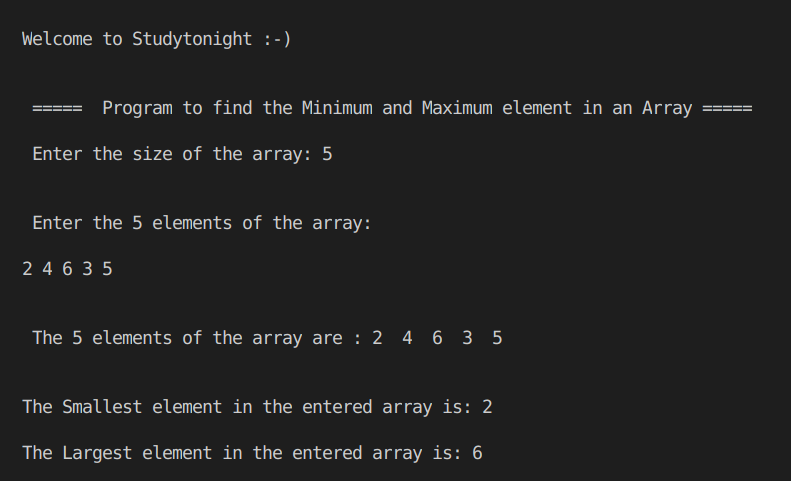 Welcome to Studytonight :-)
===== Program to find the Minimum and Maximum element in an Array =====
Enter the size of the array: 5
Enter the 5 elements of the array:
2 4 6 3 5
The 5 elements of the array are : 2  4  6  3  5
The Smallest element in the entered array is: 2
The Largest element in the entered array is: 6